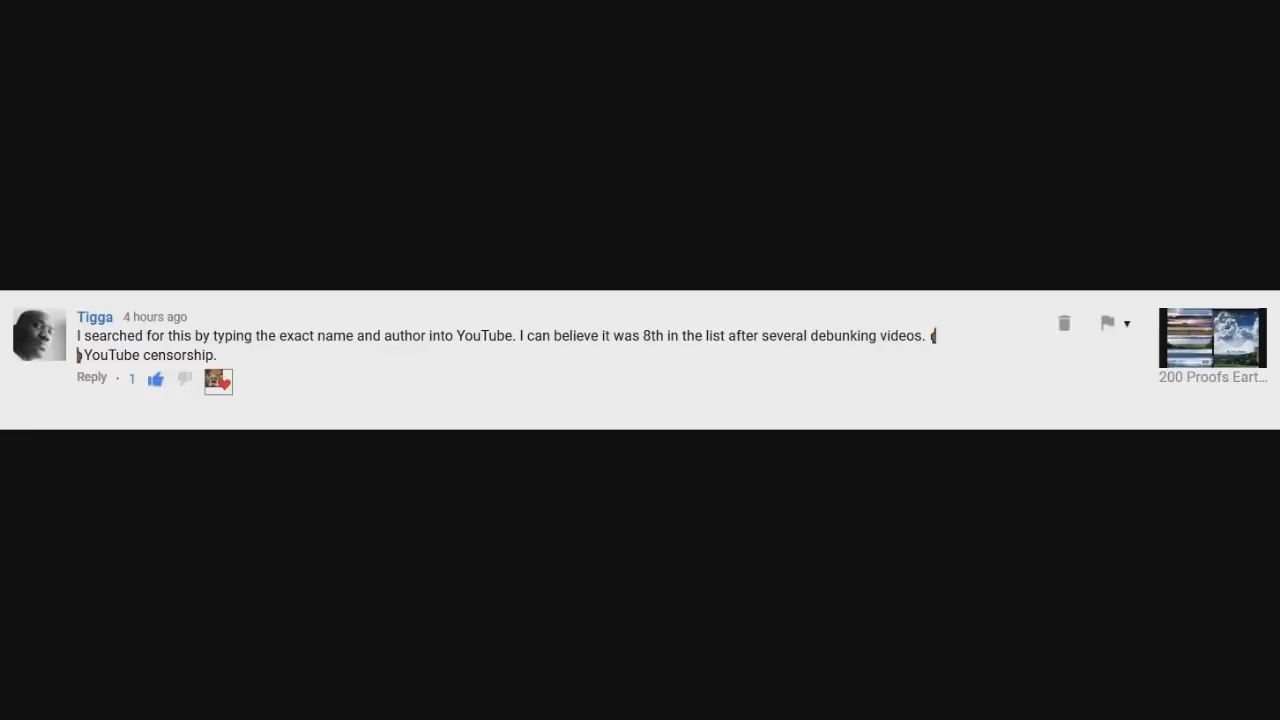 Tigga 4 hours ago
I searched for this by typing the exact name and author into YouTube. I can believe it was 8th in the list after several debunking videos.
YouTube censorship.
Reply · 1
200 Proofs Eart...